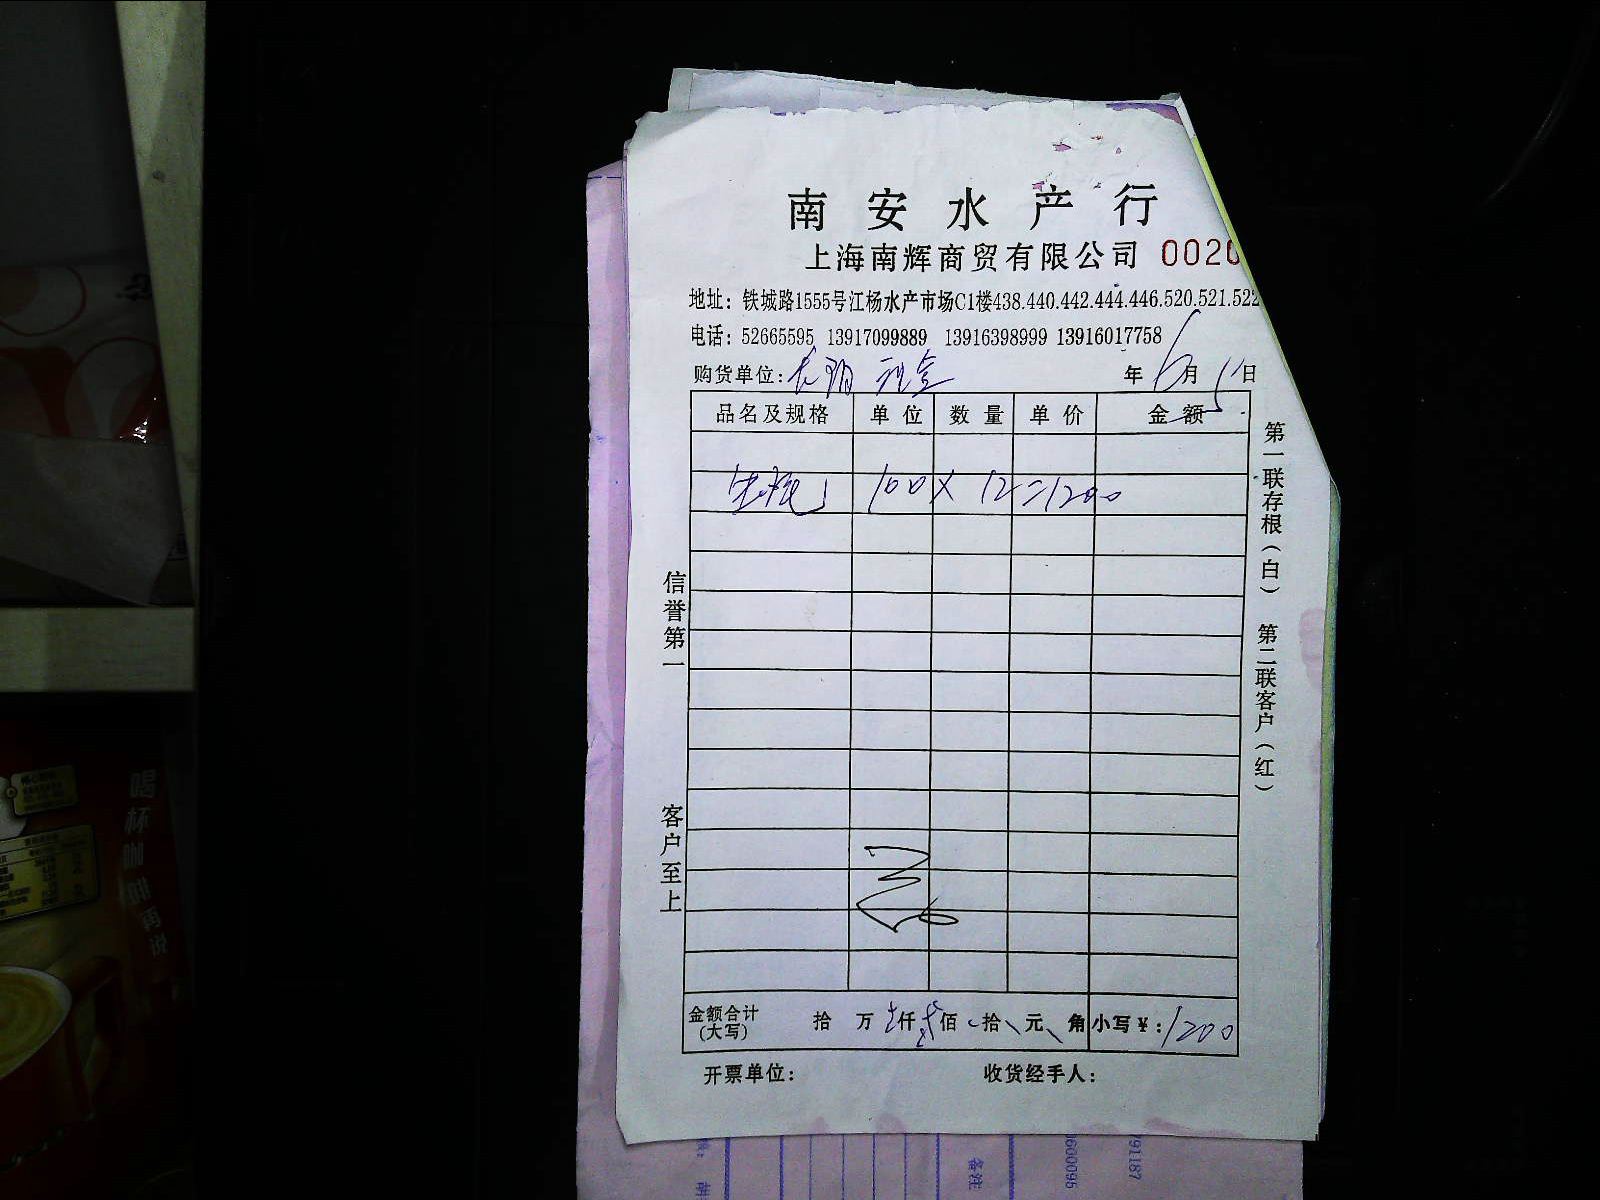 南安水产行
上海南辉商贸有限公司 0020
地址：铁城路1555号江杨水产市场C1楼438.440.442.444.446.520.521.522
电话：52665595 13917099889 13916398999 13916017758
购货单位： 年6月 日
品名及规格 单位 数量 单价 金额
100 X 12=1200
信誉第一
客户至上
第一联存根（白） 第二联客户（红）
金额合计（大写） 拾 万 仟 佰 拾 元 角 小写￥：1200
开票单位： 收货经手人：
备注
0600095
791187
喝杯咖啡再说